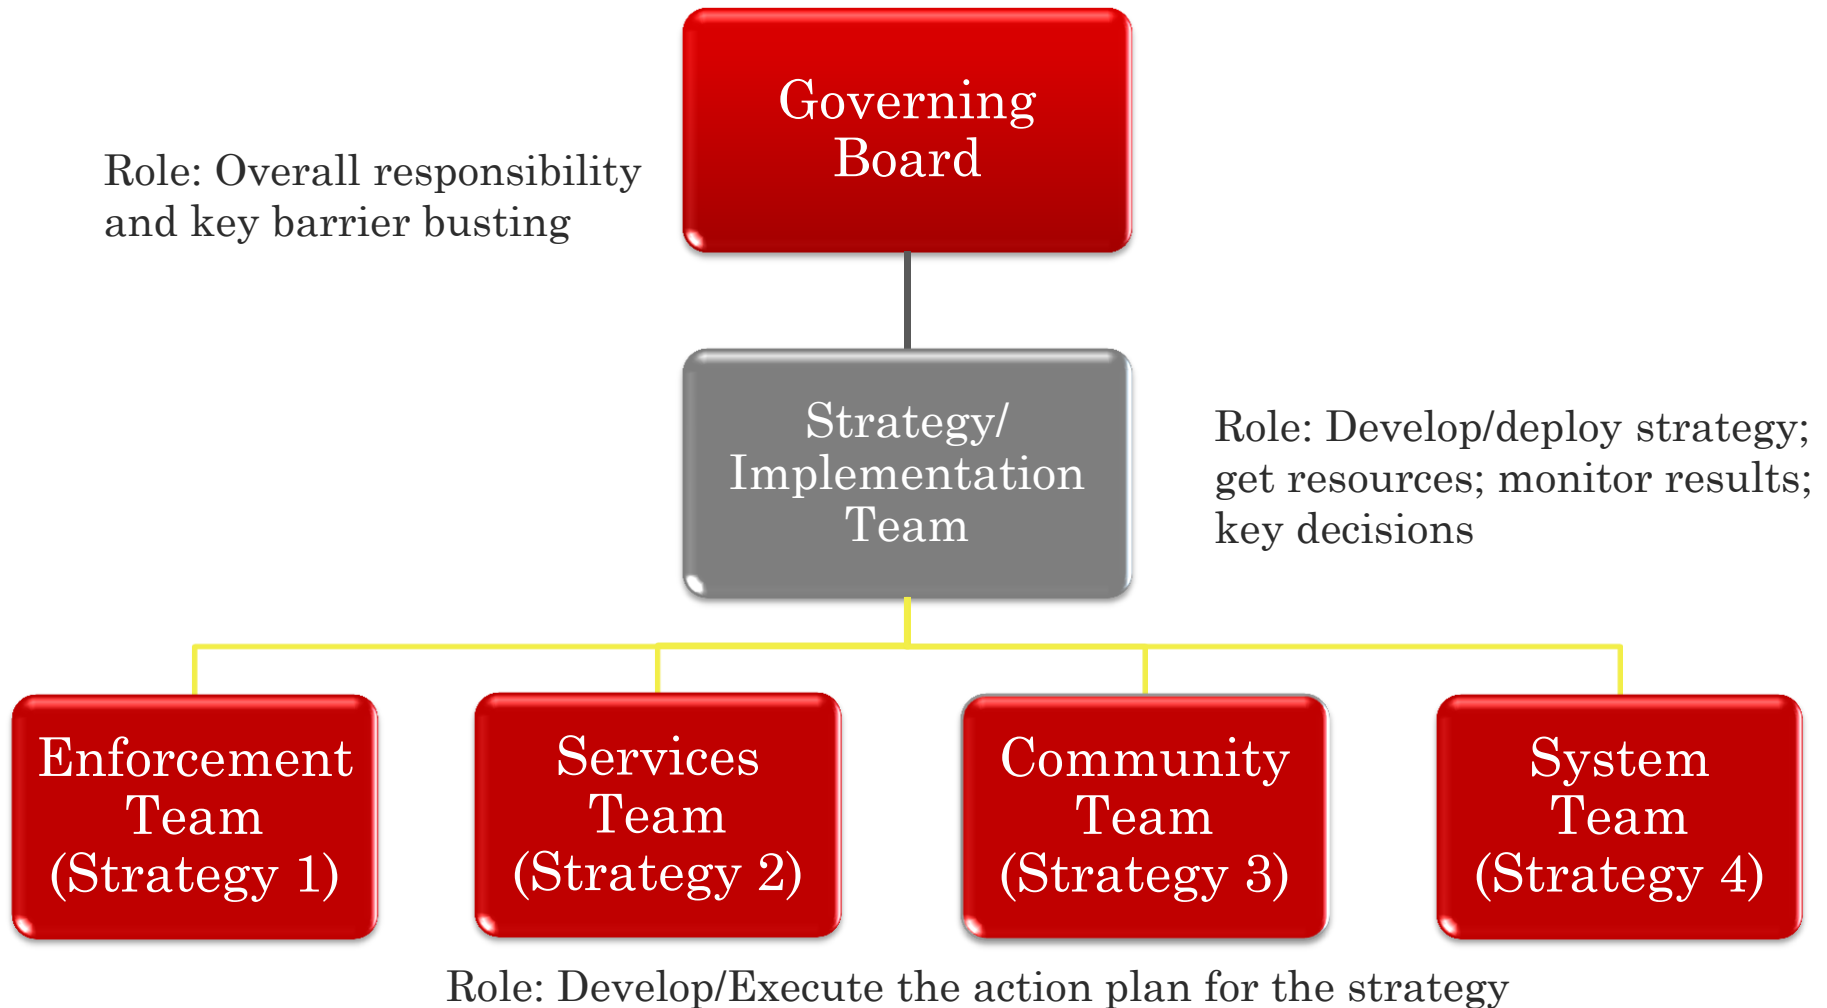 Governing
Board
Role: Overall responsibility
and key barrier busting
Strategy/
Implementation
Team
Role: Develop/deploy strategy;
get resources; monitor results;
key decisions
Enforcement
Team
(Strategy 1)
Services
Team
(Strategy 2)
Community
Team
(Strategy 3)
System
Team
(Strategy 4)
Role: Develop/Execute the action plan for the strategy